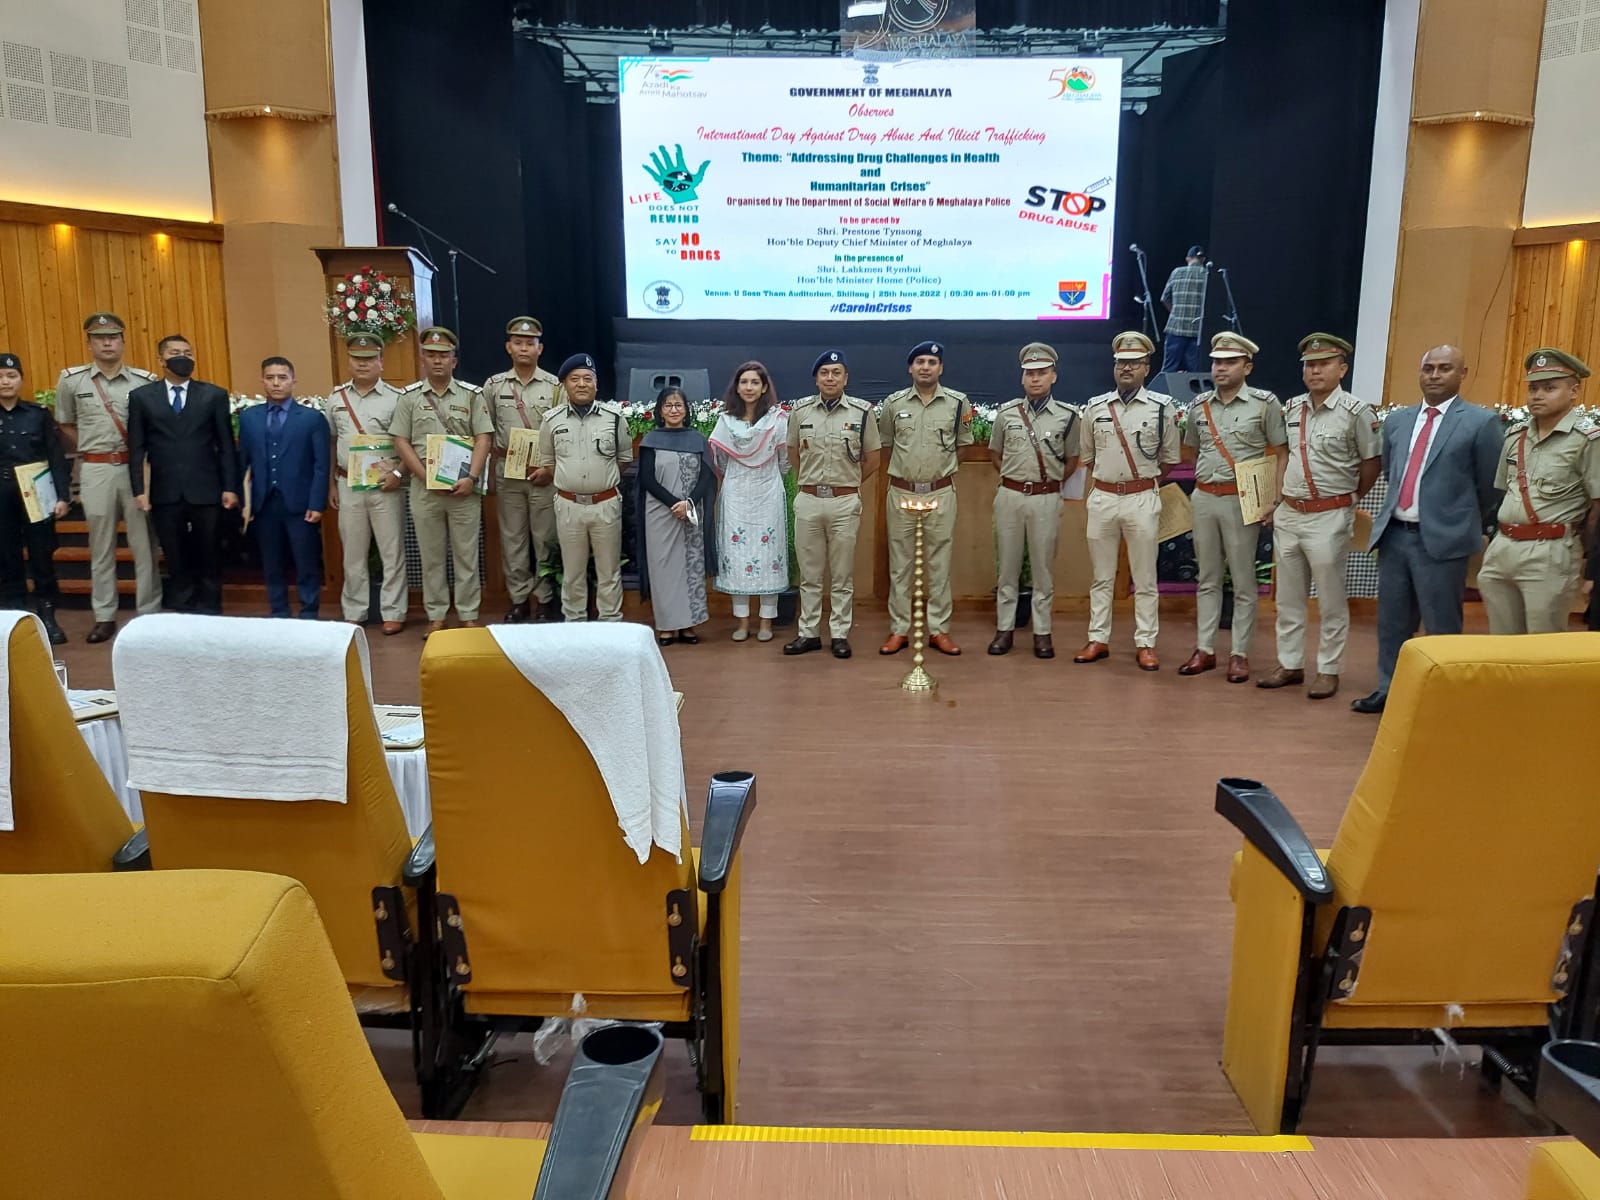 MEGHALAYA
75
Azadi Ka
Amrit Mahotsav
50
GOVERNMENT OF MEGHALAYA
Observes
International Day Against Drug Abuse And Illicit Trafficking
Theme: "Addressing Drug Challenges in Health
and
Humanitarian Crises"
Organised by The Department of Social Welfare & Meghalaya Police
LIFE
DOES NOT
REWIND
SAY NO
TO DRUGS
STOP
DRUG ABUSE
To be graced by
Shri. Prestone Tynsong
Hon'ble Deputy Chief Minister of Meghalaya
In the presence of
Shri. Lahkmen Rymbui
Hon'ble Minister Home (Police)
Venue: U Soso Tham Auditorium, Shillong | 25th June,2022 | 09:30 am-01:00 pm
#CareInCrises